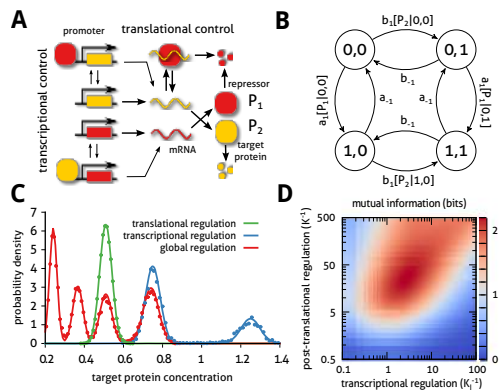 A
promoter
translational control
transcriptional control
repressor
P1
P2
target
protein
mRNA
B
b1[P2|0,0]
0,0
0,1
b-1
a1[P1|0,0]
a-1
a-1
a1[P1|0,1]
b-1
1,0
1,1
b1[P2|1,0]
C
probability density
7
6
5
4
3
2
1
0
translational regulation
transcriptional regulation
global regulation
0.2
0.4
0.6
0.8
1
1.2
1.4
target protein concentration
D
mutual information (bits)
post-translational regulation (κ-1)
500
50
5
0.5
0.1
1
10
100
transcriptional regulation (K1-1)
2
1
0